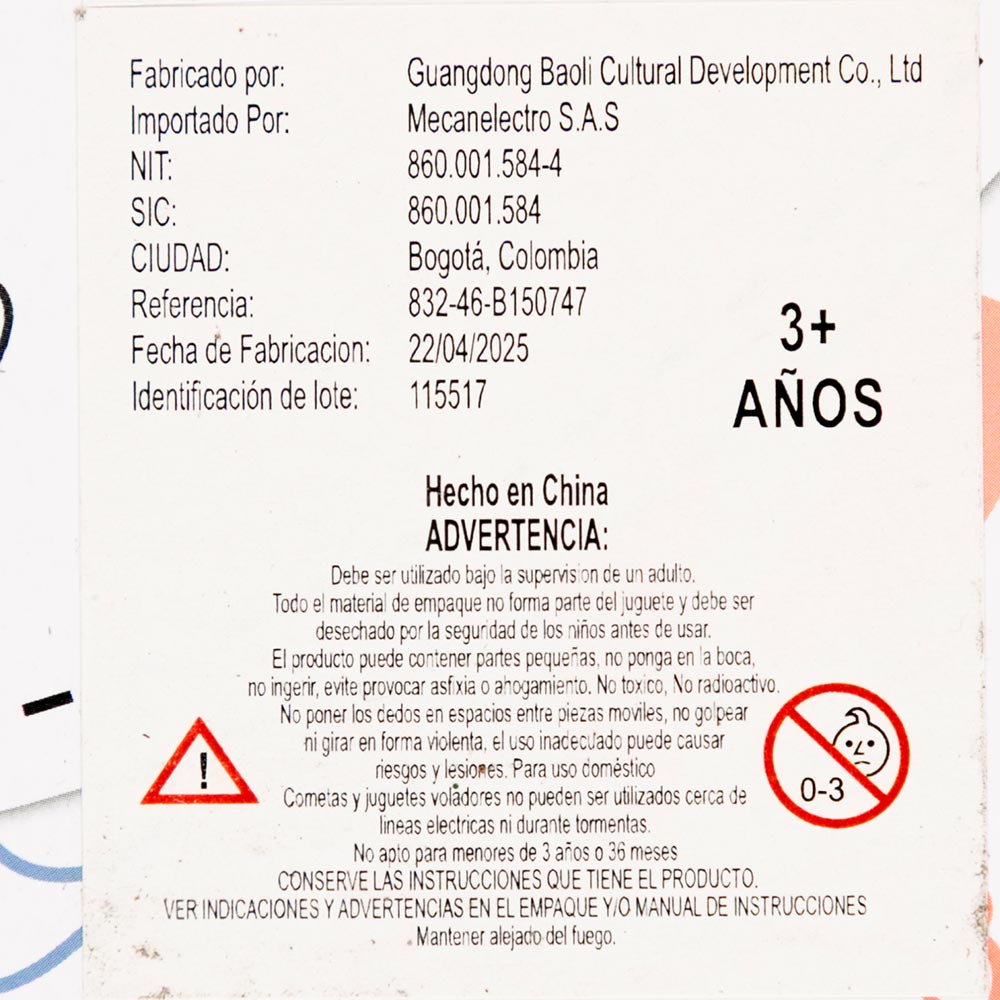 Fabricado por: Guangdong Baoli Cultural Development Co., Ltd
Importado Por: Mecanelectro S.A.S
NIT: 860.001.584-4
SIC: 860.001.584
CIUDAD: Bogotá, Colombia
Referencia: 832-46-B150747
Fecha de Fabricacion: 22/04/2025
Identificación de lote: 115517
3+
AÑOS
Hecho en China
ADVERTENCIA:
Debe ser utilizado bajo la supervision de un adulto.
Todo el material de empaque no forma parte del juguete y debe ser
desechado por la seguridad de los niños antes de usar.
El producto puede contener partes pequeñas, no ponga en la boca,
no ingerir, evite provocar asfixia o ahogamiento. No toxico, No radioactivo.
No poner los dedos en espacios entre piezas moviles, no golpear
ni girar en forma violenta, el uso inadecuado puede causar
riesgos y lesiones. Para uso doméstico
Cometas y juguetes voladores no pueden ser utilizados cerca de
lineas electricas ni durante tormentas.
No apto para menores de 3 años o 36 meses
CONSERVE LAS INSTRUCCIONES QUE TIENE EL PRODUCTO.
VER INDICACIONES Y ADVERTENCIAS EN EL EMPAQUE Y/O MANUAL DE INSTRUCCIONES
Mantener alejado del fuego.
!
0-3